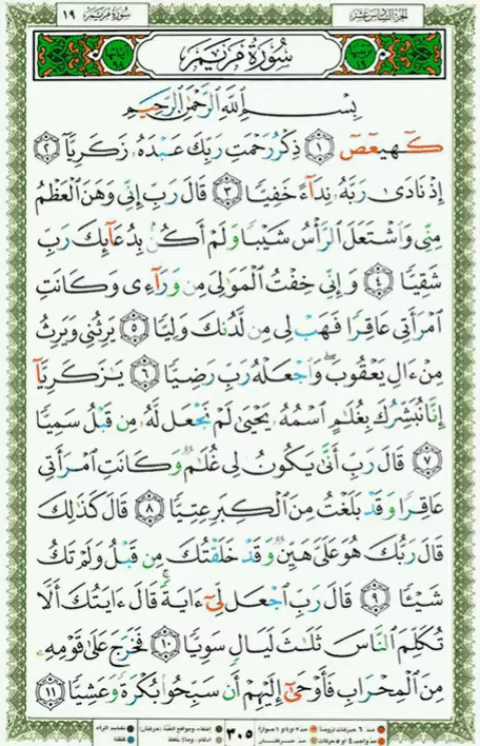 سورة مريم ١٩
الجزء السادس عشر
سُورَةُ مَرْيَمَ
بِسْمِ اللَّهِ الرَّحْمَٰنِ الرَّحِيمِ
كٓهيعٓصٓ ١ ذِكْرُ رَحْمَتِ رَبِّكَ عَبْدَهُۥ زَكَرِيَّآ ٢
إِذْ نَادَىٰ رَبَّهُۥ نِدَآءً خَفِيًّا ٣ قَالَ رَبِّ إِنِّى وَهَنَ ٱلْعَظْمُ
مِنِّى وَٱشْتَعَلَ ٱلرَّأْسُ شَيْبًا وَلَمْ أَكُنۢ بِدُعَآئِكَ رَبِّ
شَقِيًّا ٤ وَإِنِّى خِفْتُ ٱلْمَوَٰلِىَ مِن وَرَآءِى وَكَانَتِ
ٱمْرَأَتِى عَاقِرًا فَهَبْ لِى مِن لَّدُنكَ وَلِيًّا ٥ يَرِثُنِى وَيَرِثُ
مِنْ ءَالِ يَعْقُوبَ ۖ وَٱجْعَلْهُ رَبِّ رَضِيًّا ٦ يَٰزَكَرِيَّآ
إِنَّا نُبَشِّرُكَ بِغُلَٰمٍ ٱسْمُهُۥ يَحْيَىٰ لَمْ نَجْعَل لَّهُۥ مِن قَبْلُ سَمِيًّا
٧ قَالَ رَبِّ أَنَّىٰ يَكُونُ لِى غُلَٰمٌ وَكَانَتِ ٱمْرَأَتِى
عَاقِرًا وَقَدْ بَلَغْتُ مِنَ ٱلْكِبَرِ عِتِيًّا ٨ قَالَ كَذَٰلِكَ
قَالَ رَبُّكَ هُوَ عَلَىَّ هَيِّنٌ وَقَدْ خَلَقْتُكَ مِن قَبْلُ وَلَمْ تَكُ
شَيْـًٔا ٩ قَالَ رَبِّ ٱجْعَل لِّىٓ ءَايَةً ۚ قَالَ ءَايَتُكَ أَلَّا
تُكَلِّمَ ٱلنَّاسَ ثَلَٰثَ لَيَالٍ سَوِيًّا ١٠ فَخَرَجَ عَلَىٰ قَوْمِهِۦ
مِنَ ٱلْمِحْرَابِ فَأَوْحَىٰٓ إِلَيْهِمْ أَن سَبِّحُوا۟ بُكْرَةً وَعَشِيًّا ١١
٣٠٥